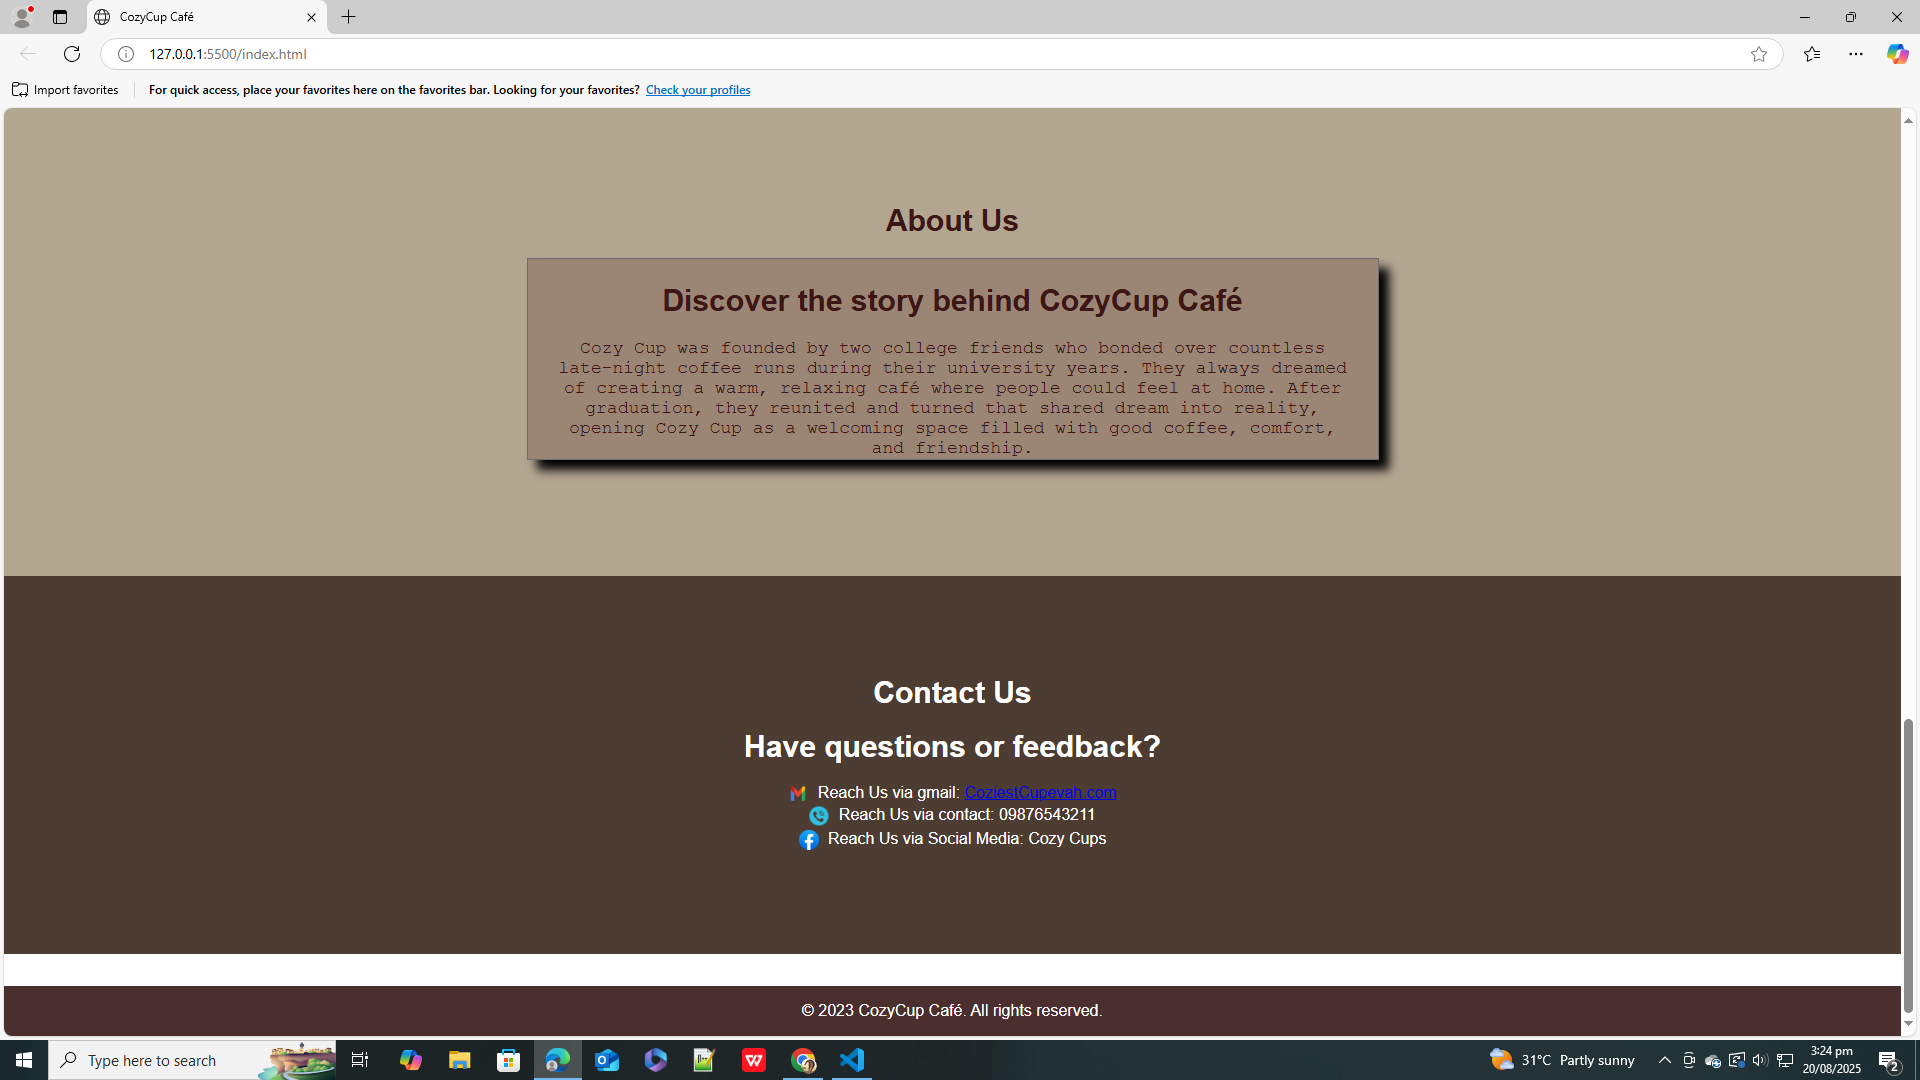 CozyCup Café
127.0.0.1:5500/index.html
Import favorites
For quick access, place your favorites here on the favorites bar. Looking for your favorites? Check your profiles
About Us
Discover the story behind CozyCup Café
Cozy Cup was founded by two college friends who bonded over countless
late-night coffee runs during their university years. They always dreamed
of creating a warm, relaxing café where people could feel at home. After
graduation, they reunited and turned that shared dream into reality,
opening Cozy Cup as a welcoming space filled with good coffee, comfort,
and friendship.
Contact Us
Have questions or feedback?
Reach Us via gmail: CoziestCupevah.com
Reach Us via contact: 09876543211
Reach Us via Social Media: Cozy Cups
© 2023 CozyCup Café. All rights reserved.
Type here to search
31°C Partly sunny
3:24 pm
20/08/2025
2